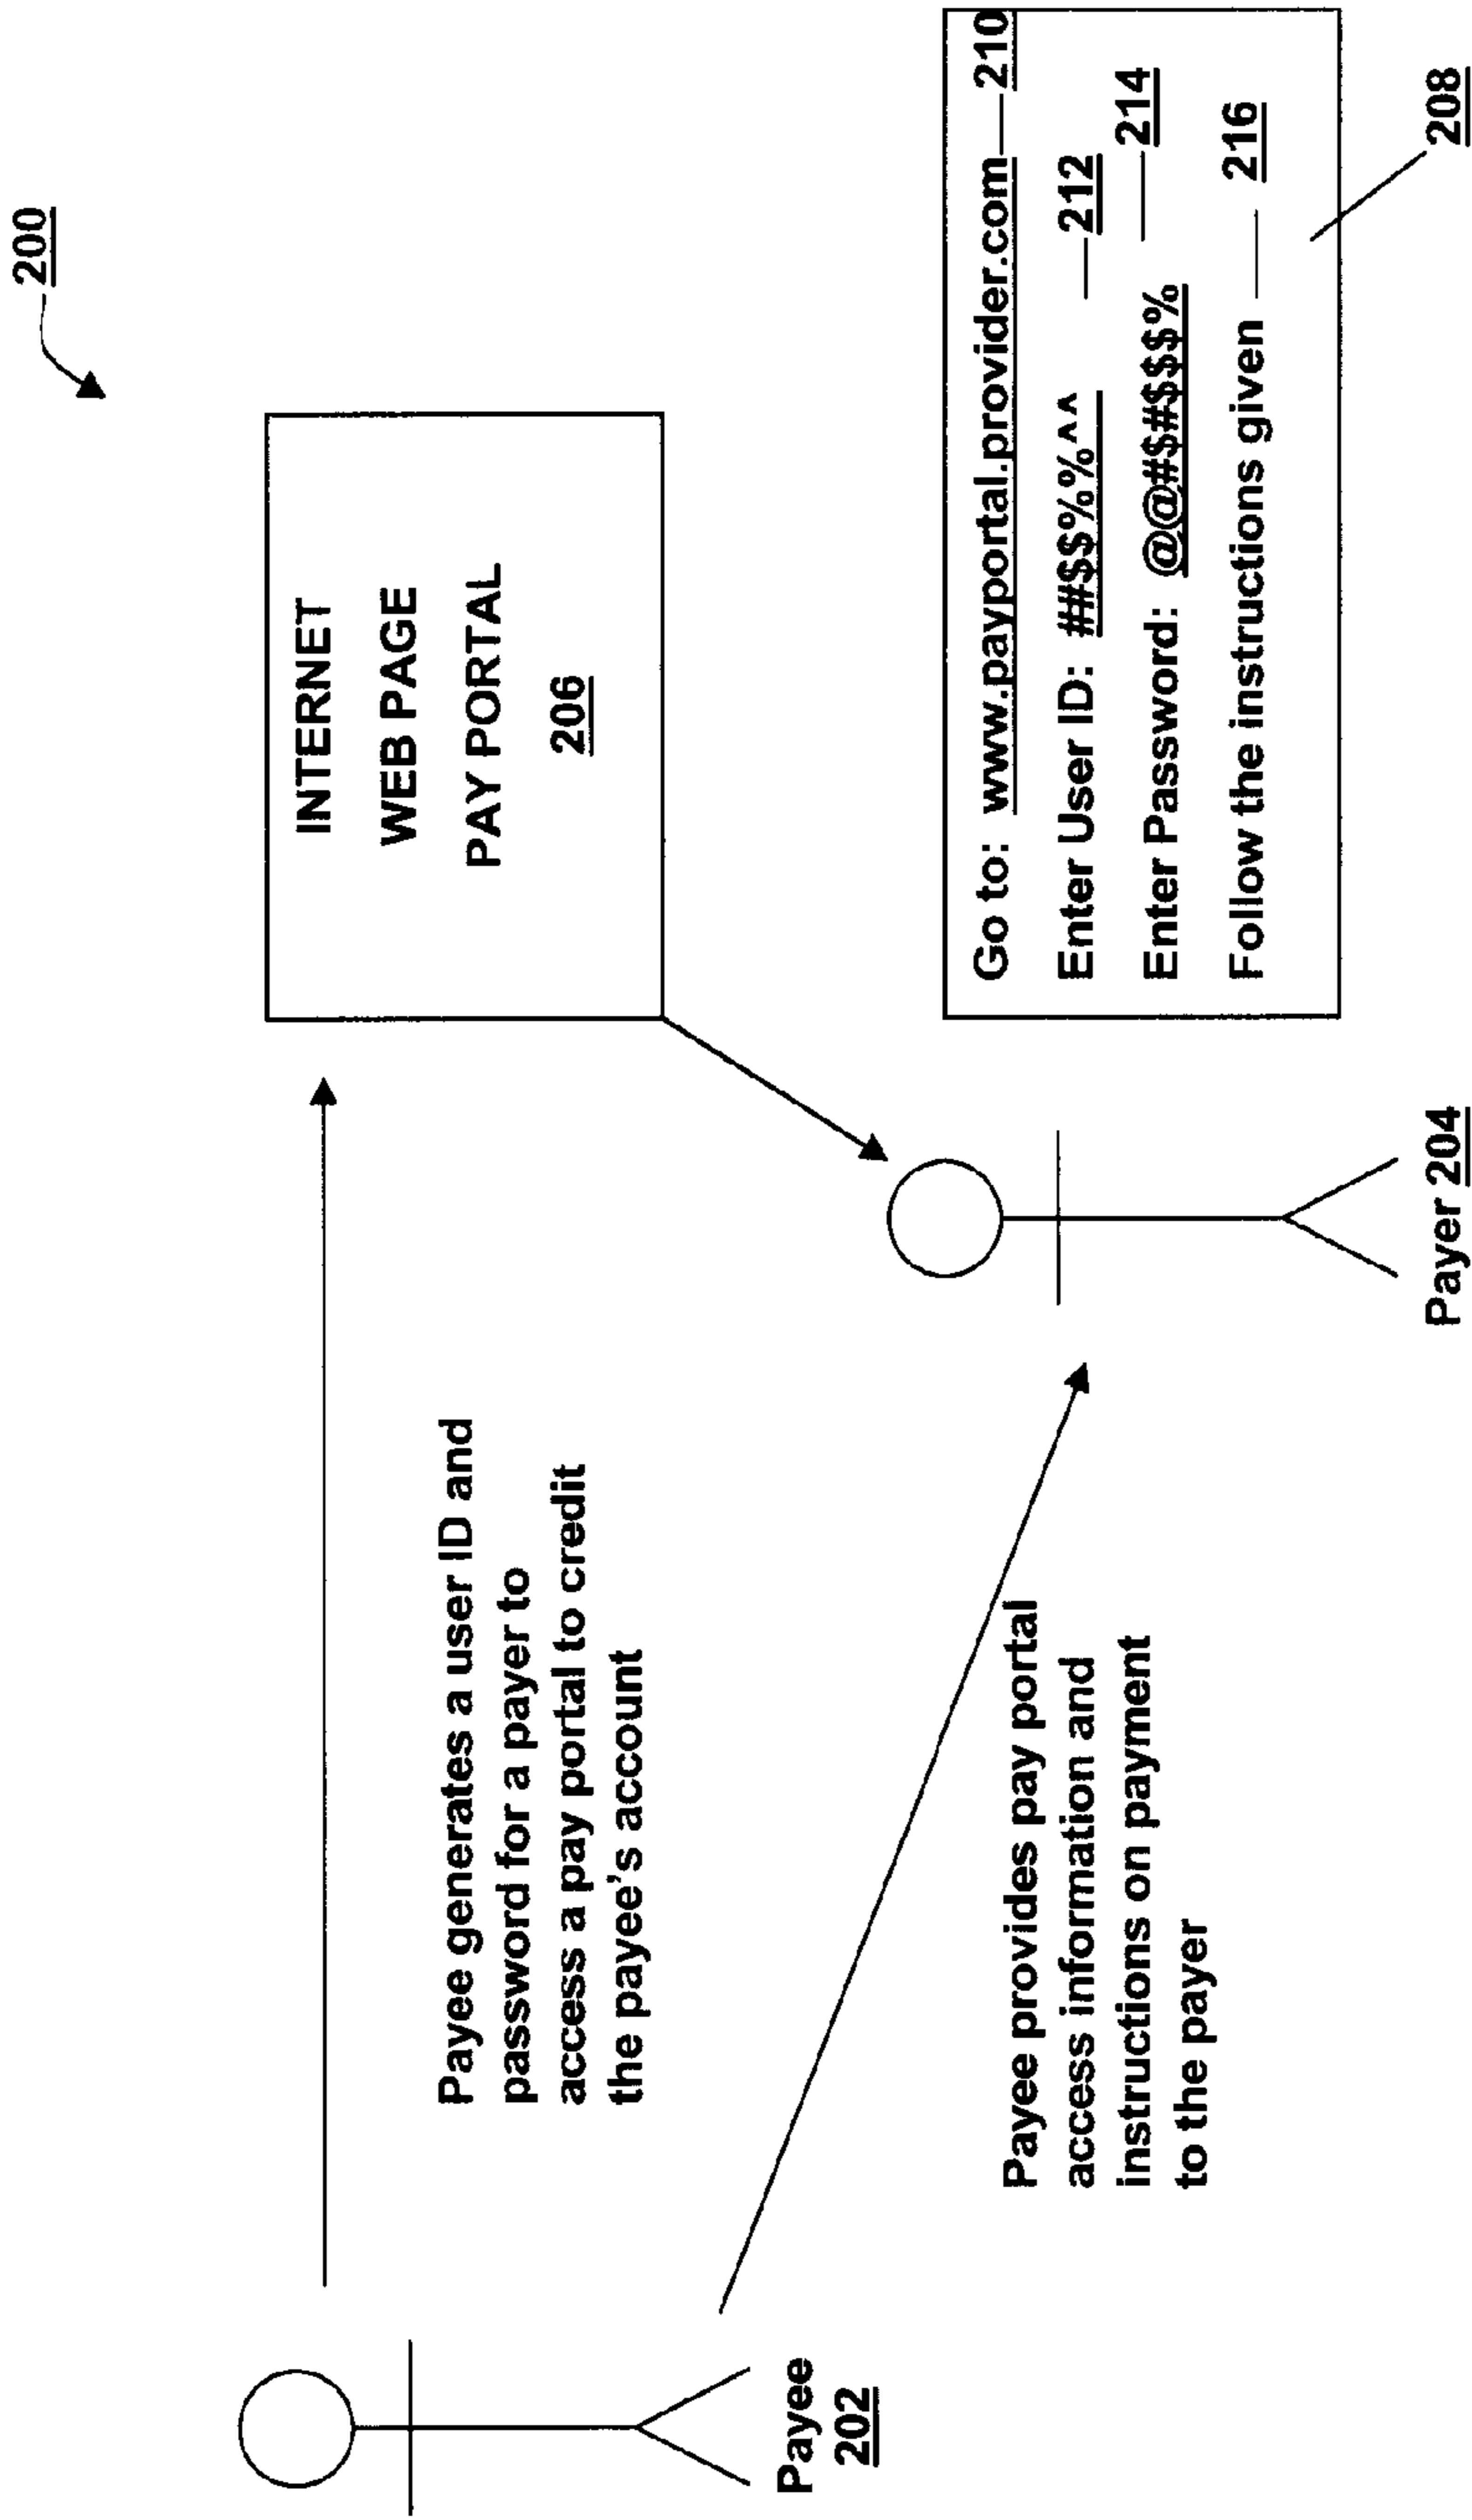 200
INTERNET
WEB PAGE
PAY PORTAL
206
Payee generates a user ID and
password for a payer to
access a pay portal to credit
the payee's account
Payee
202
Payee provides pay portal
access information and
instructions on payment
to the payer
Payer 204
Go to: www.payportal.provider.com 210
Enter User ID: ##$$%%^^ 212
Enter Password: @@#$#$$% 214
Follow the instructions given 216
208